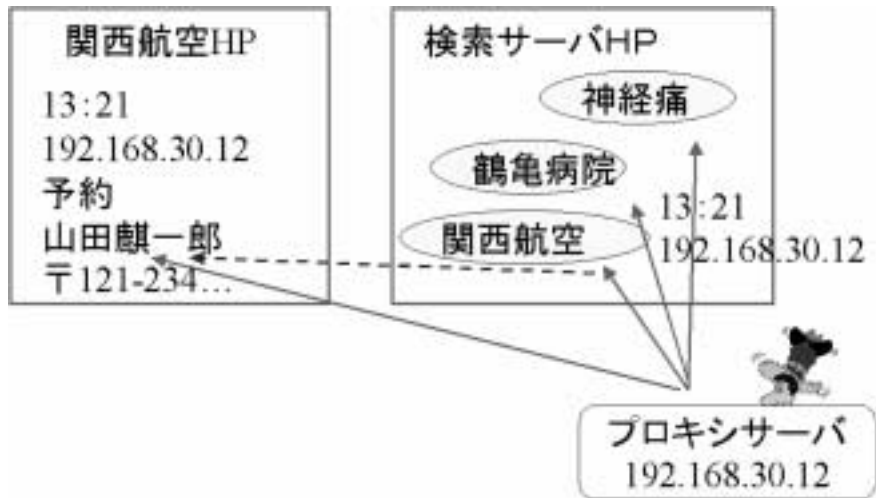 関西航空HP
13:21
192.168.30.12
予約
山田麒一郎
〒121-234...
検索サーバHP
神経痛
鶴亀病院
関西航空
13:21
192.168.30.12
プロキシサーバ
192.168.30.12